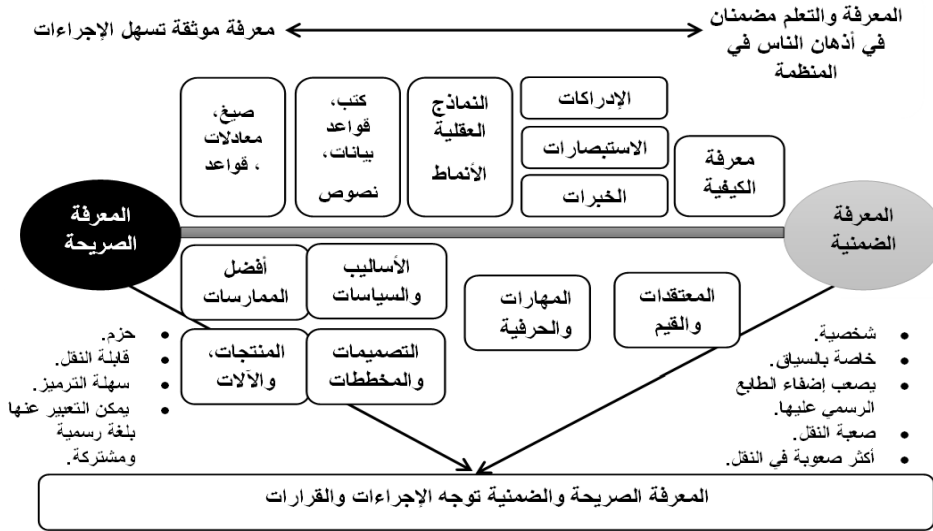 المعرفة والتعلم مضمنان
في أذهان الناس في
المنظمة
معرفة موثقة تسهل الإجراءات
الإدراكات
الاستبصارات
الخبرات
معرفة
الكيفية
النماذج
العقلية
الأنماط
كتب،
قواعد
بيانات،
نصوص
صيغ،
معادلات
، قواعد
المعرفة
الضمنية
المعرفة
الصريحة
المعتقدات
والقيم
المهارات
والحرفية
الأساليب
والسياسات
أفضل
الممارسات
التصميمات
والمخططات
المنتجات،
والآلات
• شخصية.
• خاصة بالسياق.
• يصعب إضفاء الطابع
الرسمي عليها.
• صعبة النقل.
• أكثر صعوبة في النقل.
• حزم.
• قابلة النقل.
• سهلة الترميز.
• يمكن التعبير عنها
بلغة رسمية
ومشتركة.
المعرفة الصريحة والضمنية توجه الإجراءات والقرارات